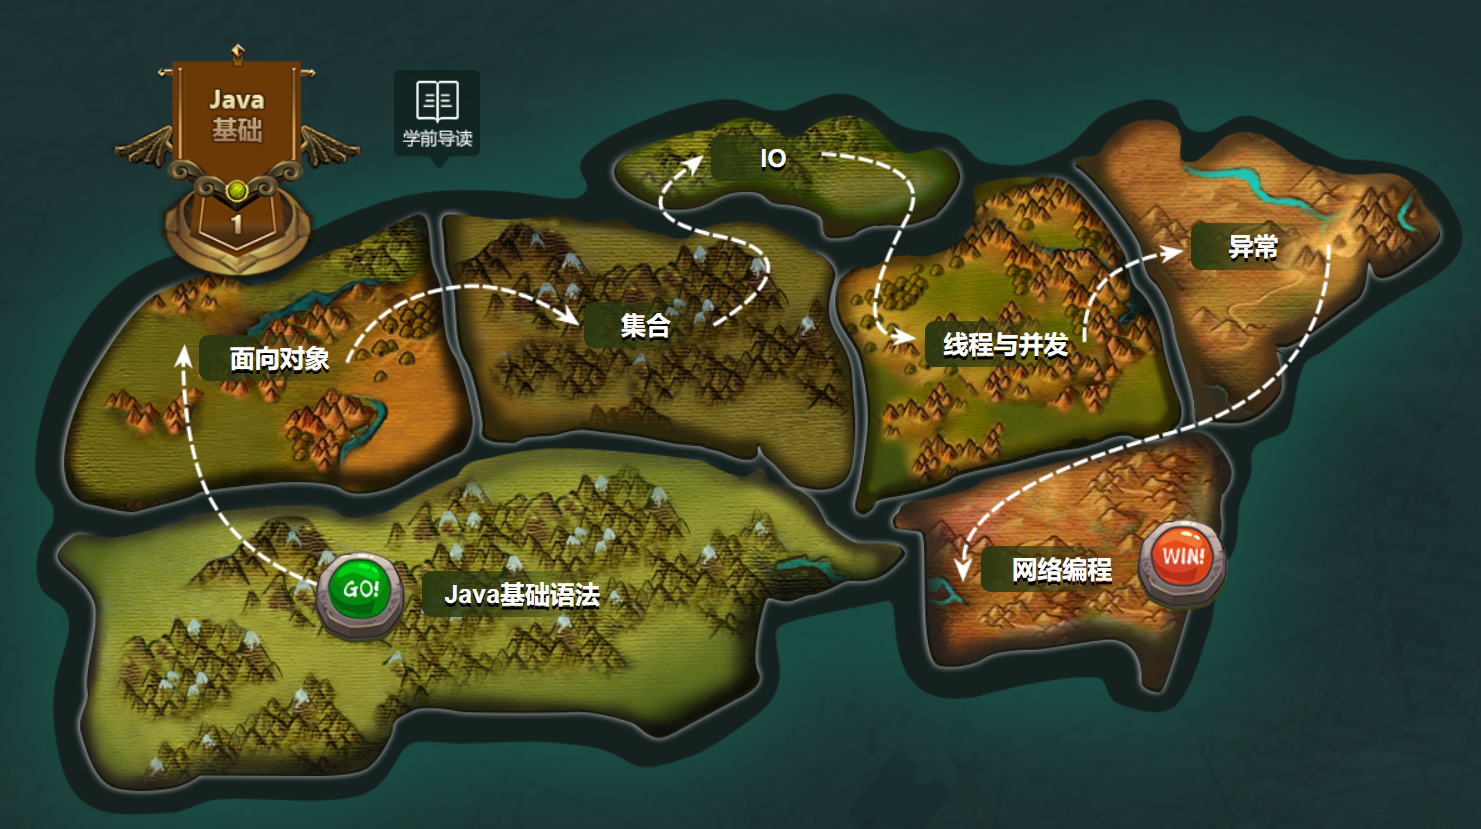 Java
基础
1
学前导读
IO
异常
集合
线程与并发
面向对象
网络编程
WIN!
GO!
Java基础语法